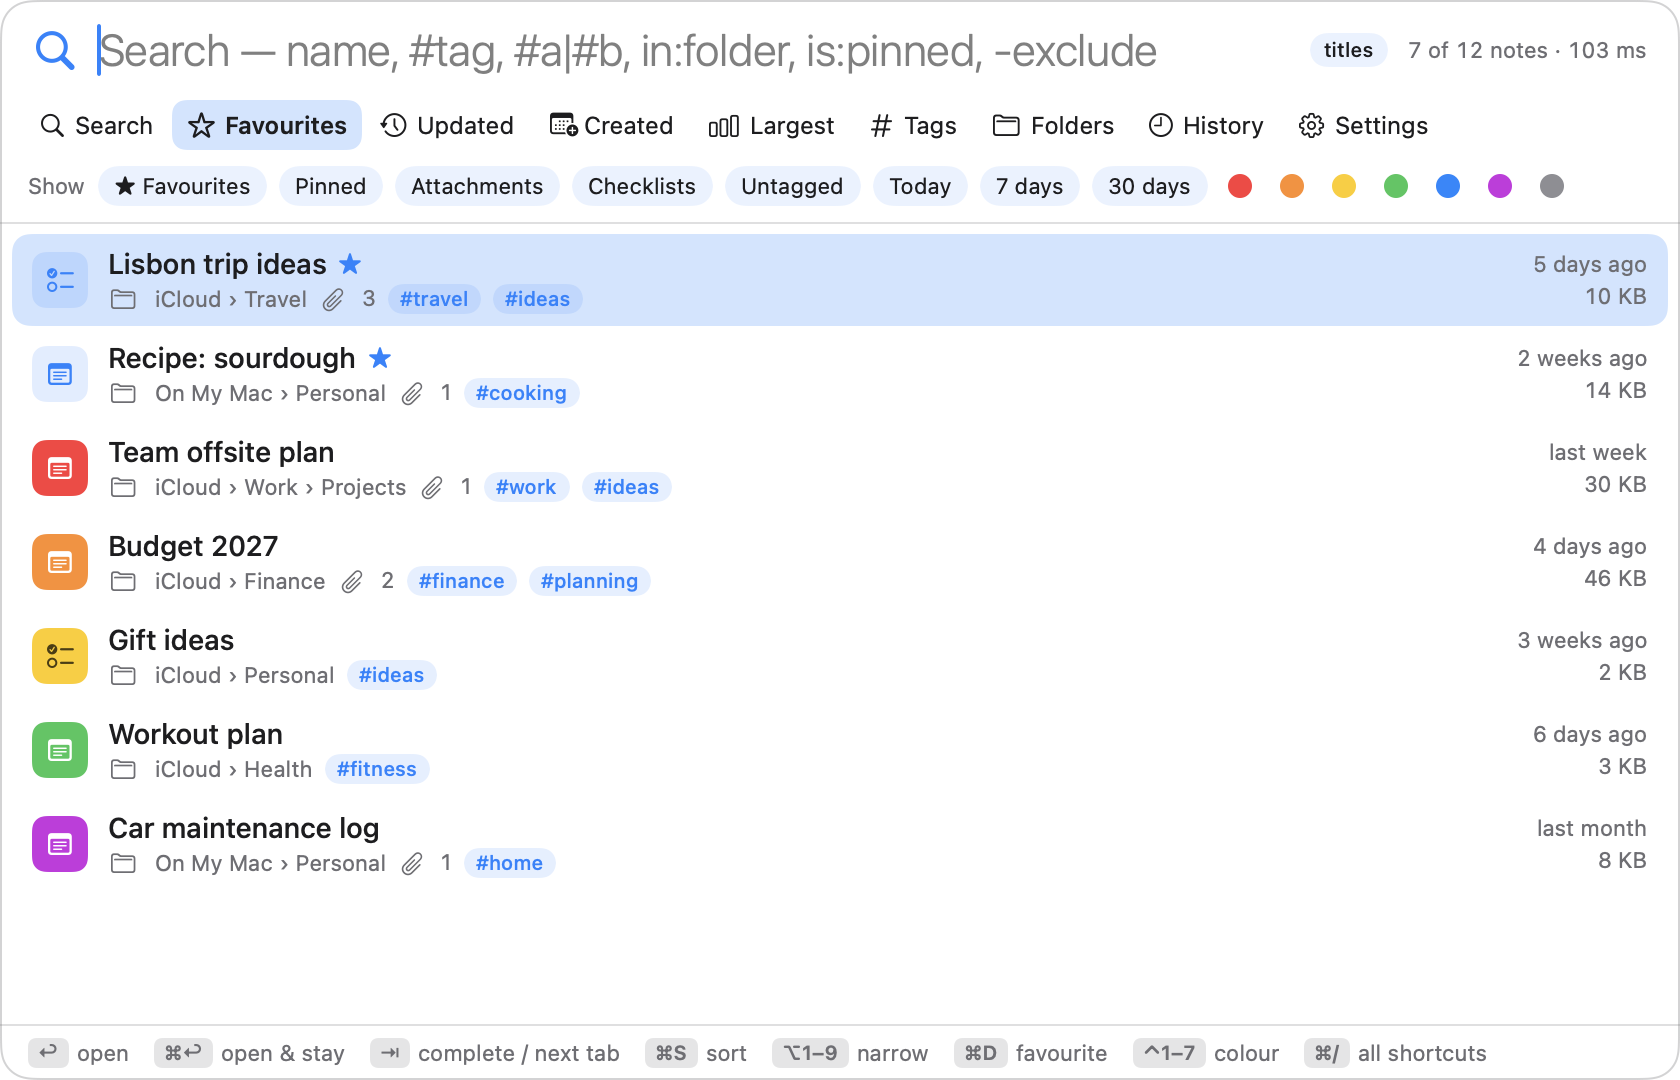 Search — name, #tag, #a|#b, in:folder, is:pinned, -exclude titles 7 of 12 notes · 103 ms
Search Favourites Updated Created Largest # Tags Folders History Settings
Show ★ Favourites Pinned Attachments Checklists Untagged Today 7 days 30 days
Lisbon trip ideas ★ 5 days ago
iCloud › Travel 3 #travel #ideas 10 KB
Recipe: sourdough ★ 2 weeks ago
On My Mac › Personal 1 #cooking 14 KB
Team offsite plan last week
iCloud › Work › Projects 1 #work #ideas 30 KB
Budget 2027 4 days ago
iCloud › Finance 2 #finance #planning 46 KB
Gift ideas 3 weeks ago
iCloud › Personal #ideas 2 KB
Workout plan 6 days ago
iCloud › Health #fitness 3 KB
Car maintenance log last month
On My Mac › Personal 1 #home 8 KB
↩ open ⌘↩ open & stay ⇥ complete / next tab ⌘S sort ⌥1–9 narrow ⌘D favourite ^1–7 colour ⌘/ all shortcuts